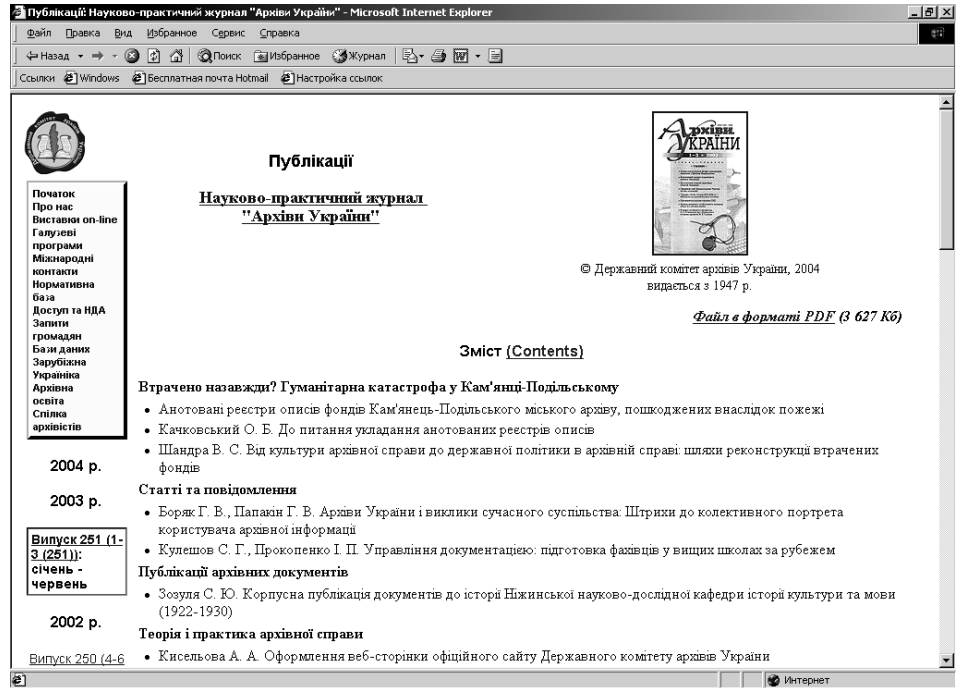 Публікації: Науково-практичний журнал "Архіви України" - Microsoft Internet Explorer
Файл Правка Вид Избранное Сервис Справка
Назад Поиск Избранное Журнал
Ссылки Windows Бесплатная почта Hotmail Настройка ссылок
Публікації
Науково-практичний журнал
"Архіви України"
Архіви
України
© Державний комітет архівів України, 2004
видається з 1947 р.
Файл в форматі PDF (3 627 Кб)
Початок
Про нас
Виставки on-line
Галузеві
програми
Міжнародні
контакти
Нормативна
база
Доступ та НДА
Запити
громадян
Бази даних
Зарубіжна
Україніка
Архівна
освіта
Спілка
архівістів
2004 р.
2003 р.
Випуск 251 (1-
3 (251)):
січень -
червень
2002 р.
Випуск 250 (4-6
Зміст (Contents)
Втрачено назавжди? Гуманітарна катастрофа у Кам'янці-Подільському
• Анотовані реєстри описів фондів Кам'янець-Подільського міського архіву, пошкоджених внаслідок пожежі
• Качковський О. Б. До питання укладання анотованих реєстрів описів
• Шандра В. С. Від культури архівної справи до державної політики в архівній справі: шляхи реконструкції втрачених
фондів
Статті та повідомлення
• Боряк Г. В., Папакін Г. В. Архіви України і виклики сучасного суспільства: Штрихи до колективного портрета
користувача архівної інформації
• Кулешов С. Г., Прокопенко І. П. Управління документацією: підготовка фахівців у вищих школах за рубежем
Публікації архівних документів
• Зозуля С. Ю. Корпусна публікація документів до історії Ніжинської науково-дослідної кафедри історії культури та мови
(1922-1930)
Теорія і практика архівної справи
• Кисельова А. А. Оформлення веб-сторінки офіційного сайту Державного комітету архівів України
Интернет